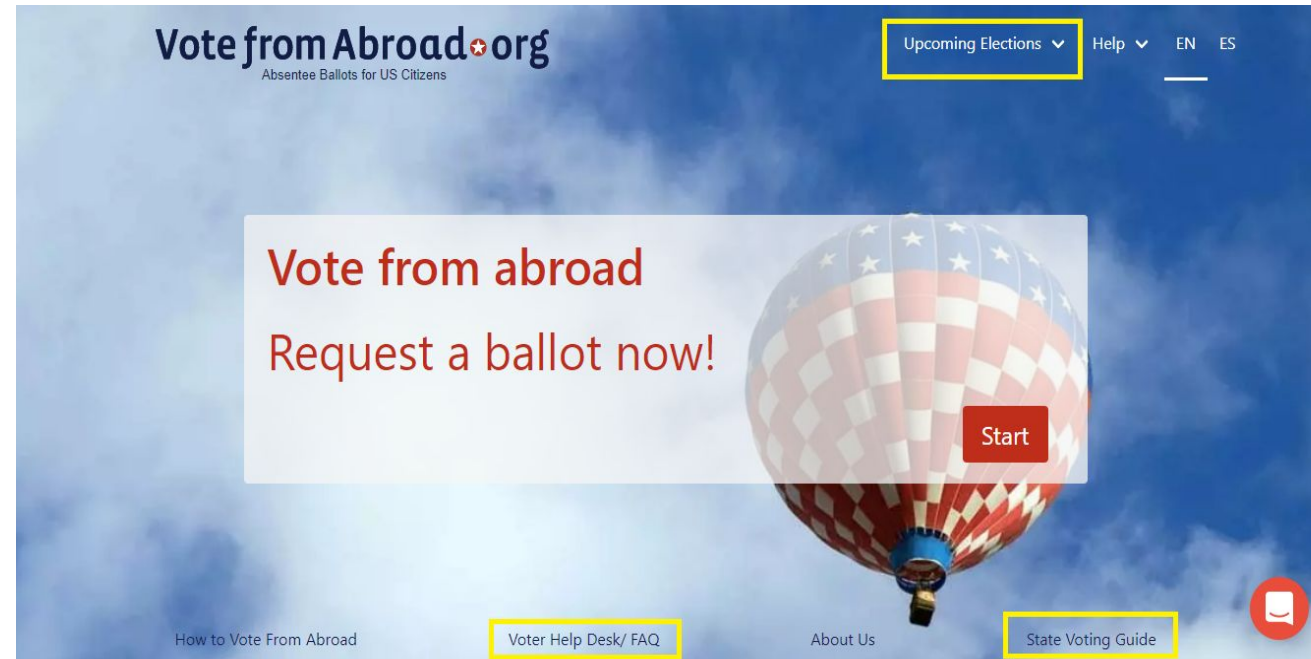 Vote from Abroad org
Absentee Ballots for US Citizens
Upcoming Elections
Help
EN
ES
Vote from abroad
Request a ballot now!
Start
How to Vote From Abroad
Voter Help Desk/ FAQ
About Us
State Voting Guide